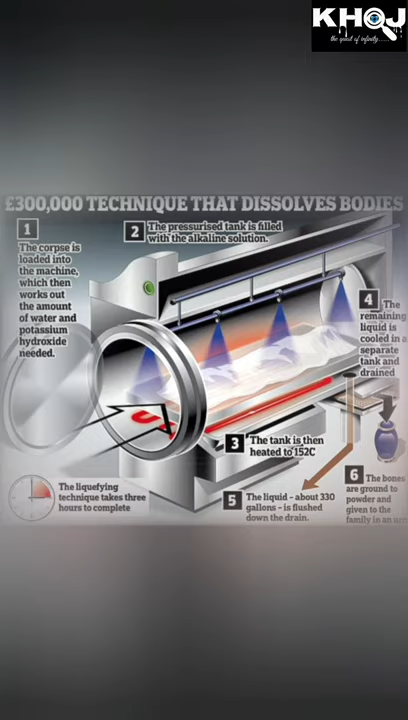 KHOJ
the quest of infinity.....
£300,000 TECHNIQUE THAT DISSOLVES BODIES
1
The corpse is
loaded into
the machine,
which then
works out
the amount
of water and
potassium
hydroxide
needed.
2
The pressurised tank is filled
with the alkaline solution.
3
The tank is then
heated to 152C
4
The
remaining
liquid is
cooled in a
separate
tank and
drained
5
The liquid – about 330
gallons – is flushed
down the drain.
6
The bones
are ground to
powder and
given to the
family in an urn
The liquefying
technique takes three
hours to complete